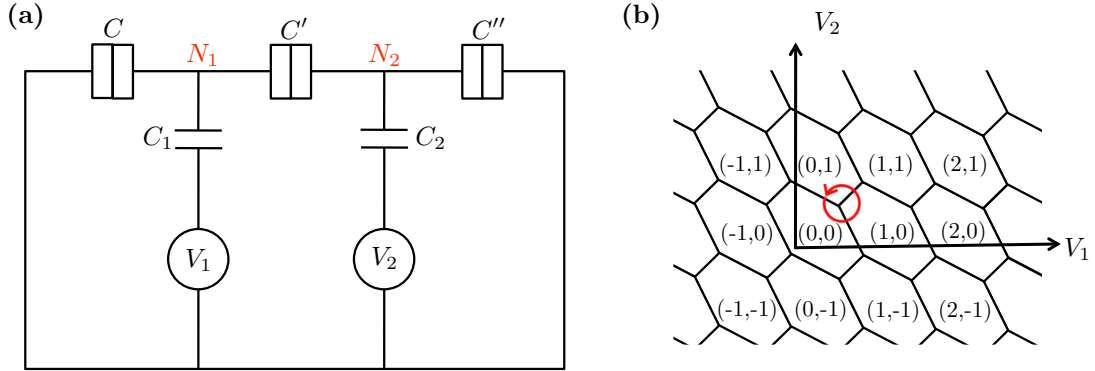 (a)
C
N₁
C′
N₂
C″
C₁
C₂
V₁
V₂
(b)
V₂
(-1,1)
(0,1)
(1,1)
(2,1)
(-1,0)
(0,0)
(1,0)
(2,0)
V₁
(-1,-1)
(0,-1)
(1,-1)
(2,-1)